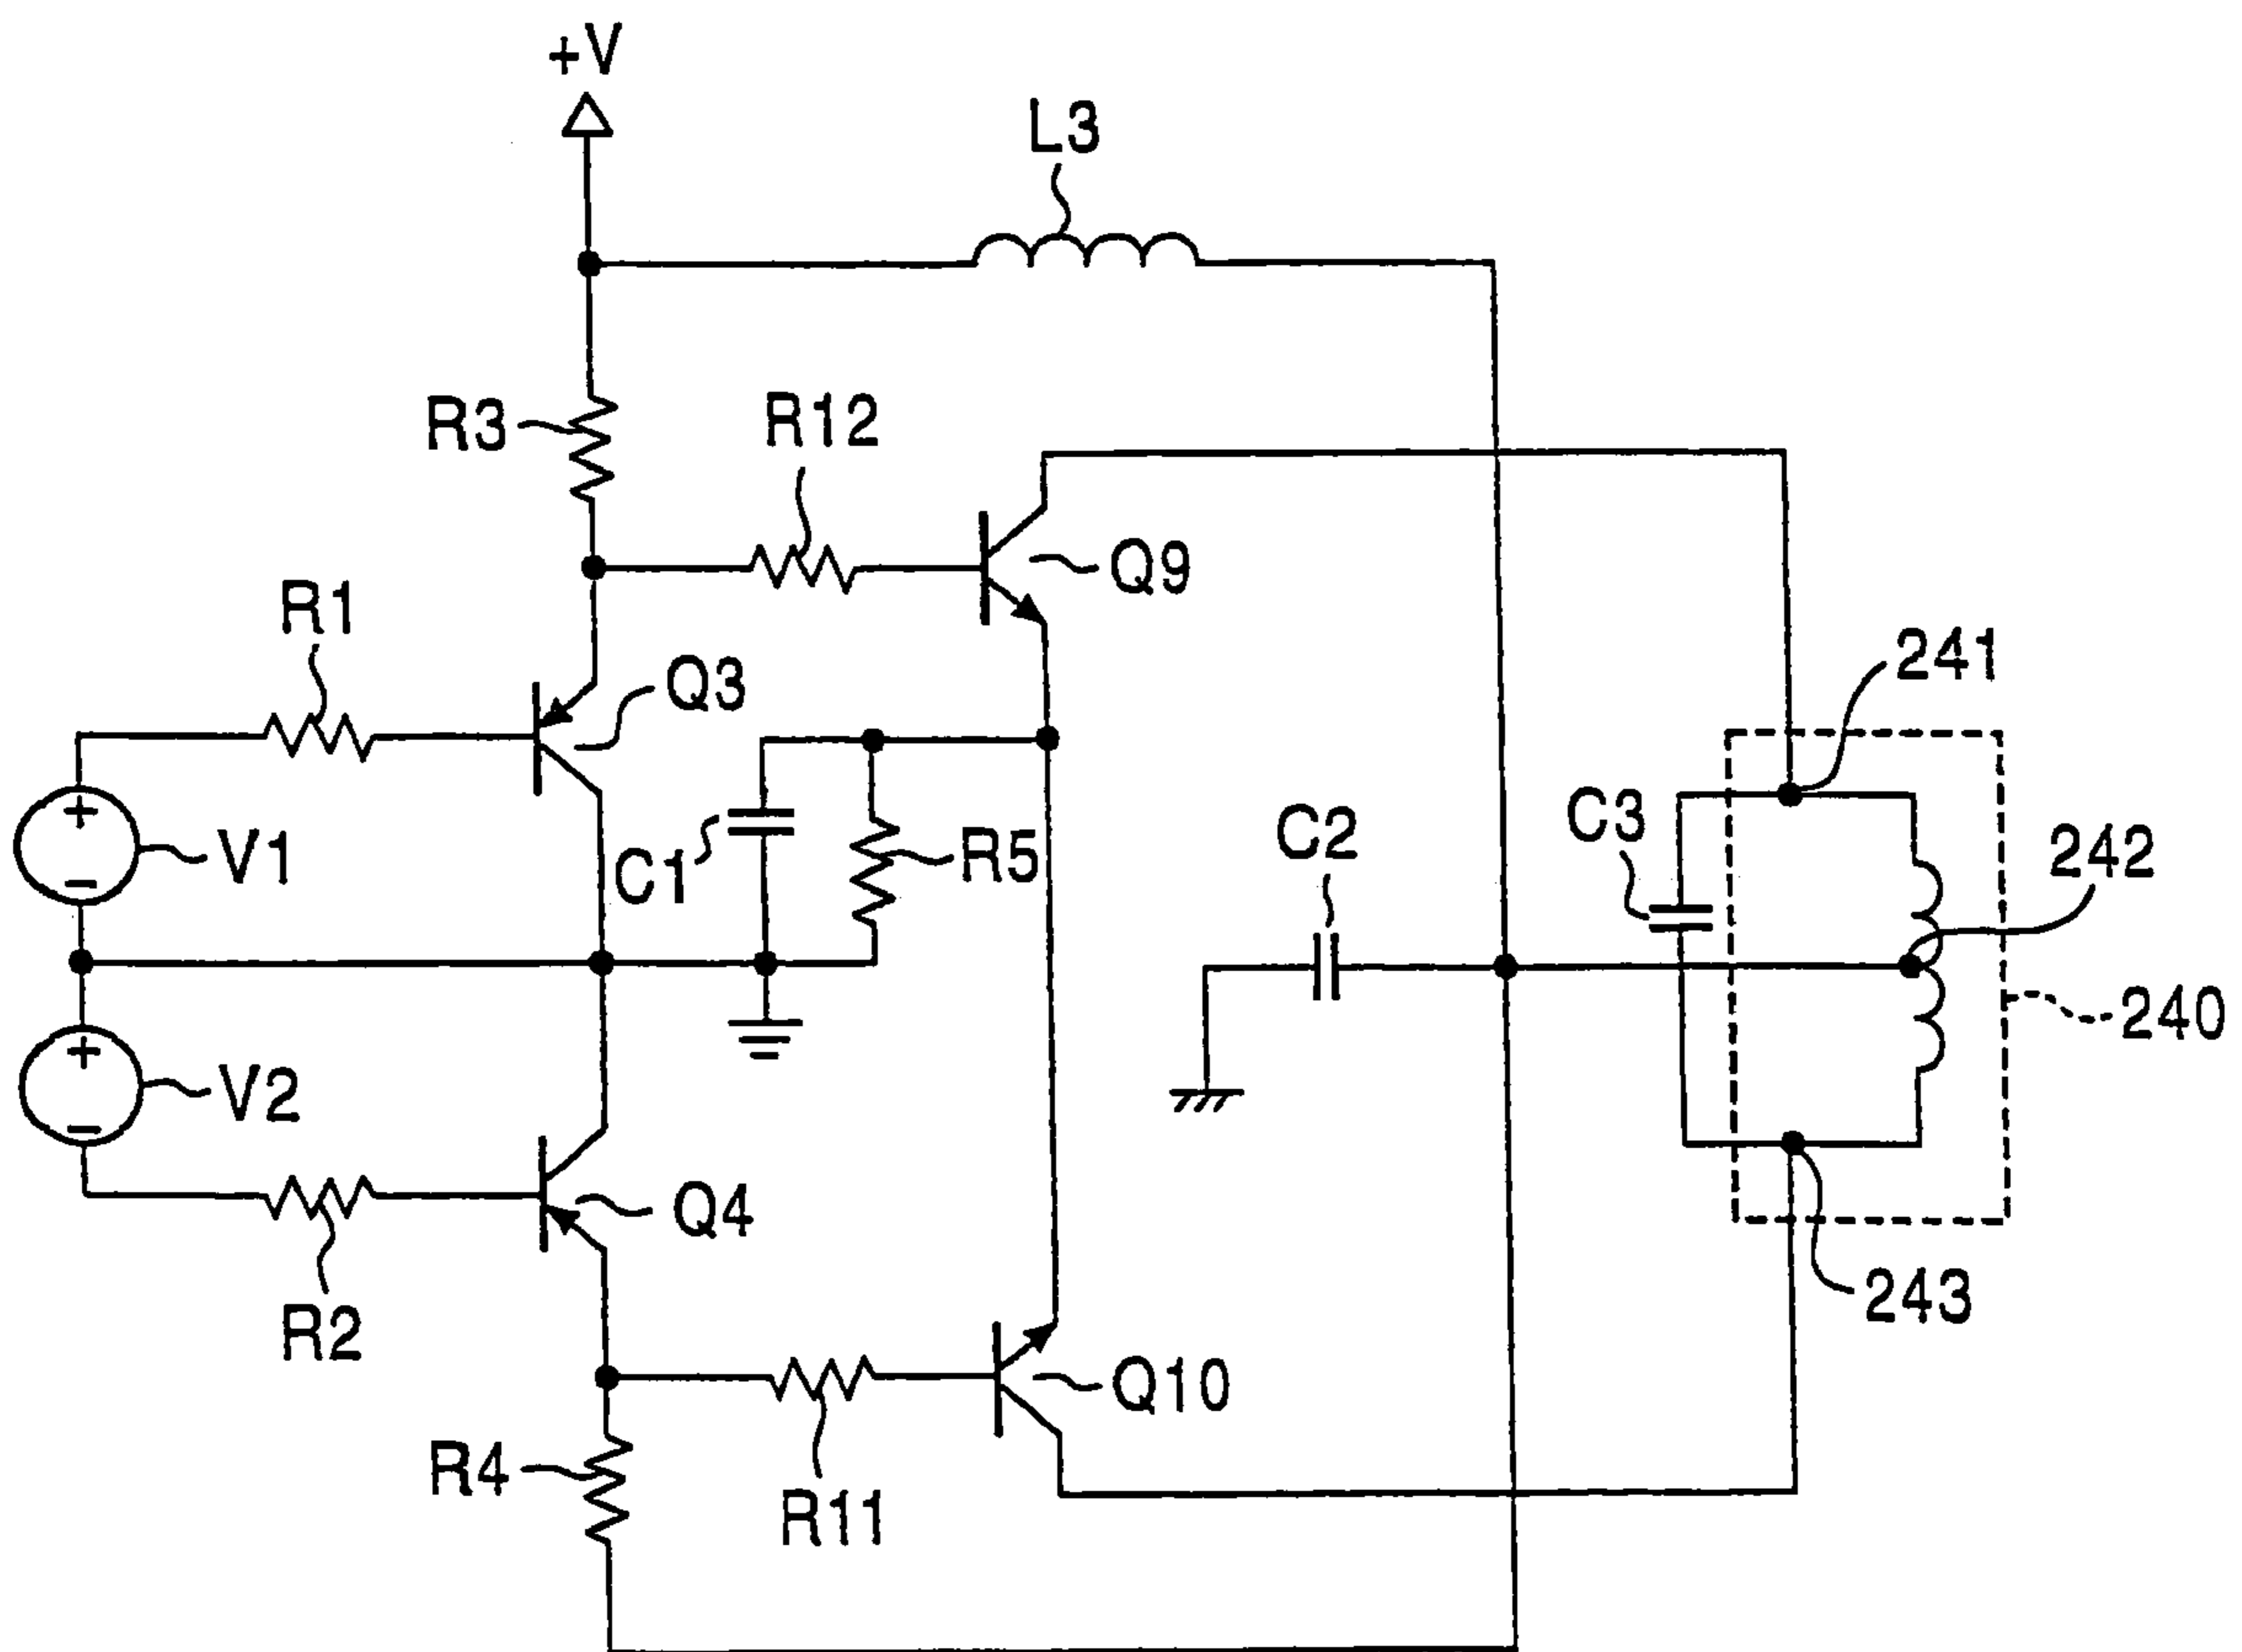 +V
L3
R3
R12
Q9
R1
Q3
241
+
-
V1
C1
R5
C2
C3
242
+
-
V2
Q4
240
R2
243
Q10
R4
R11